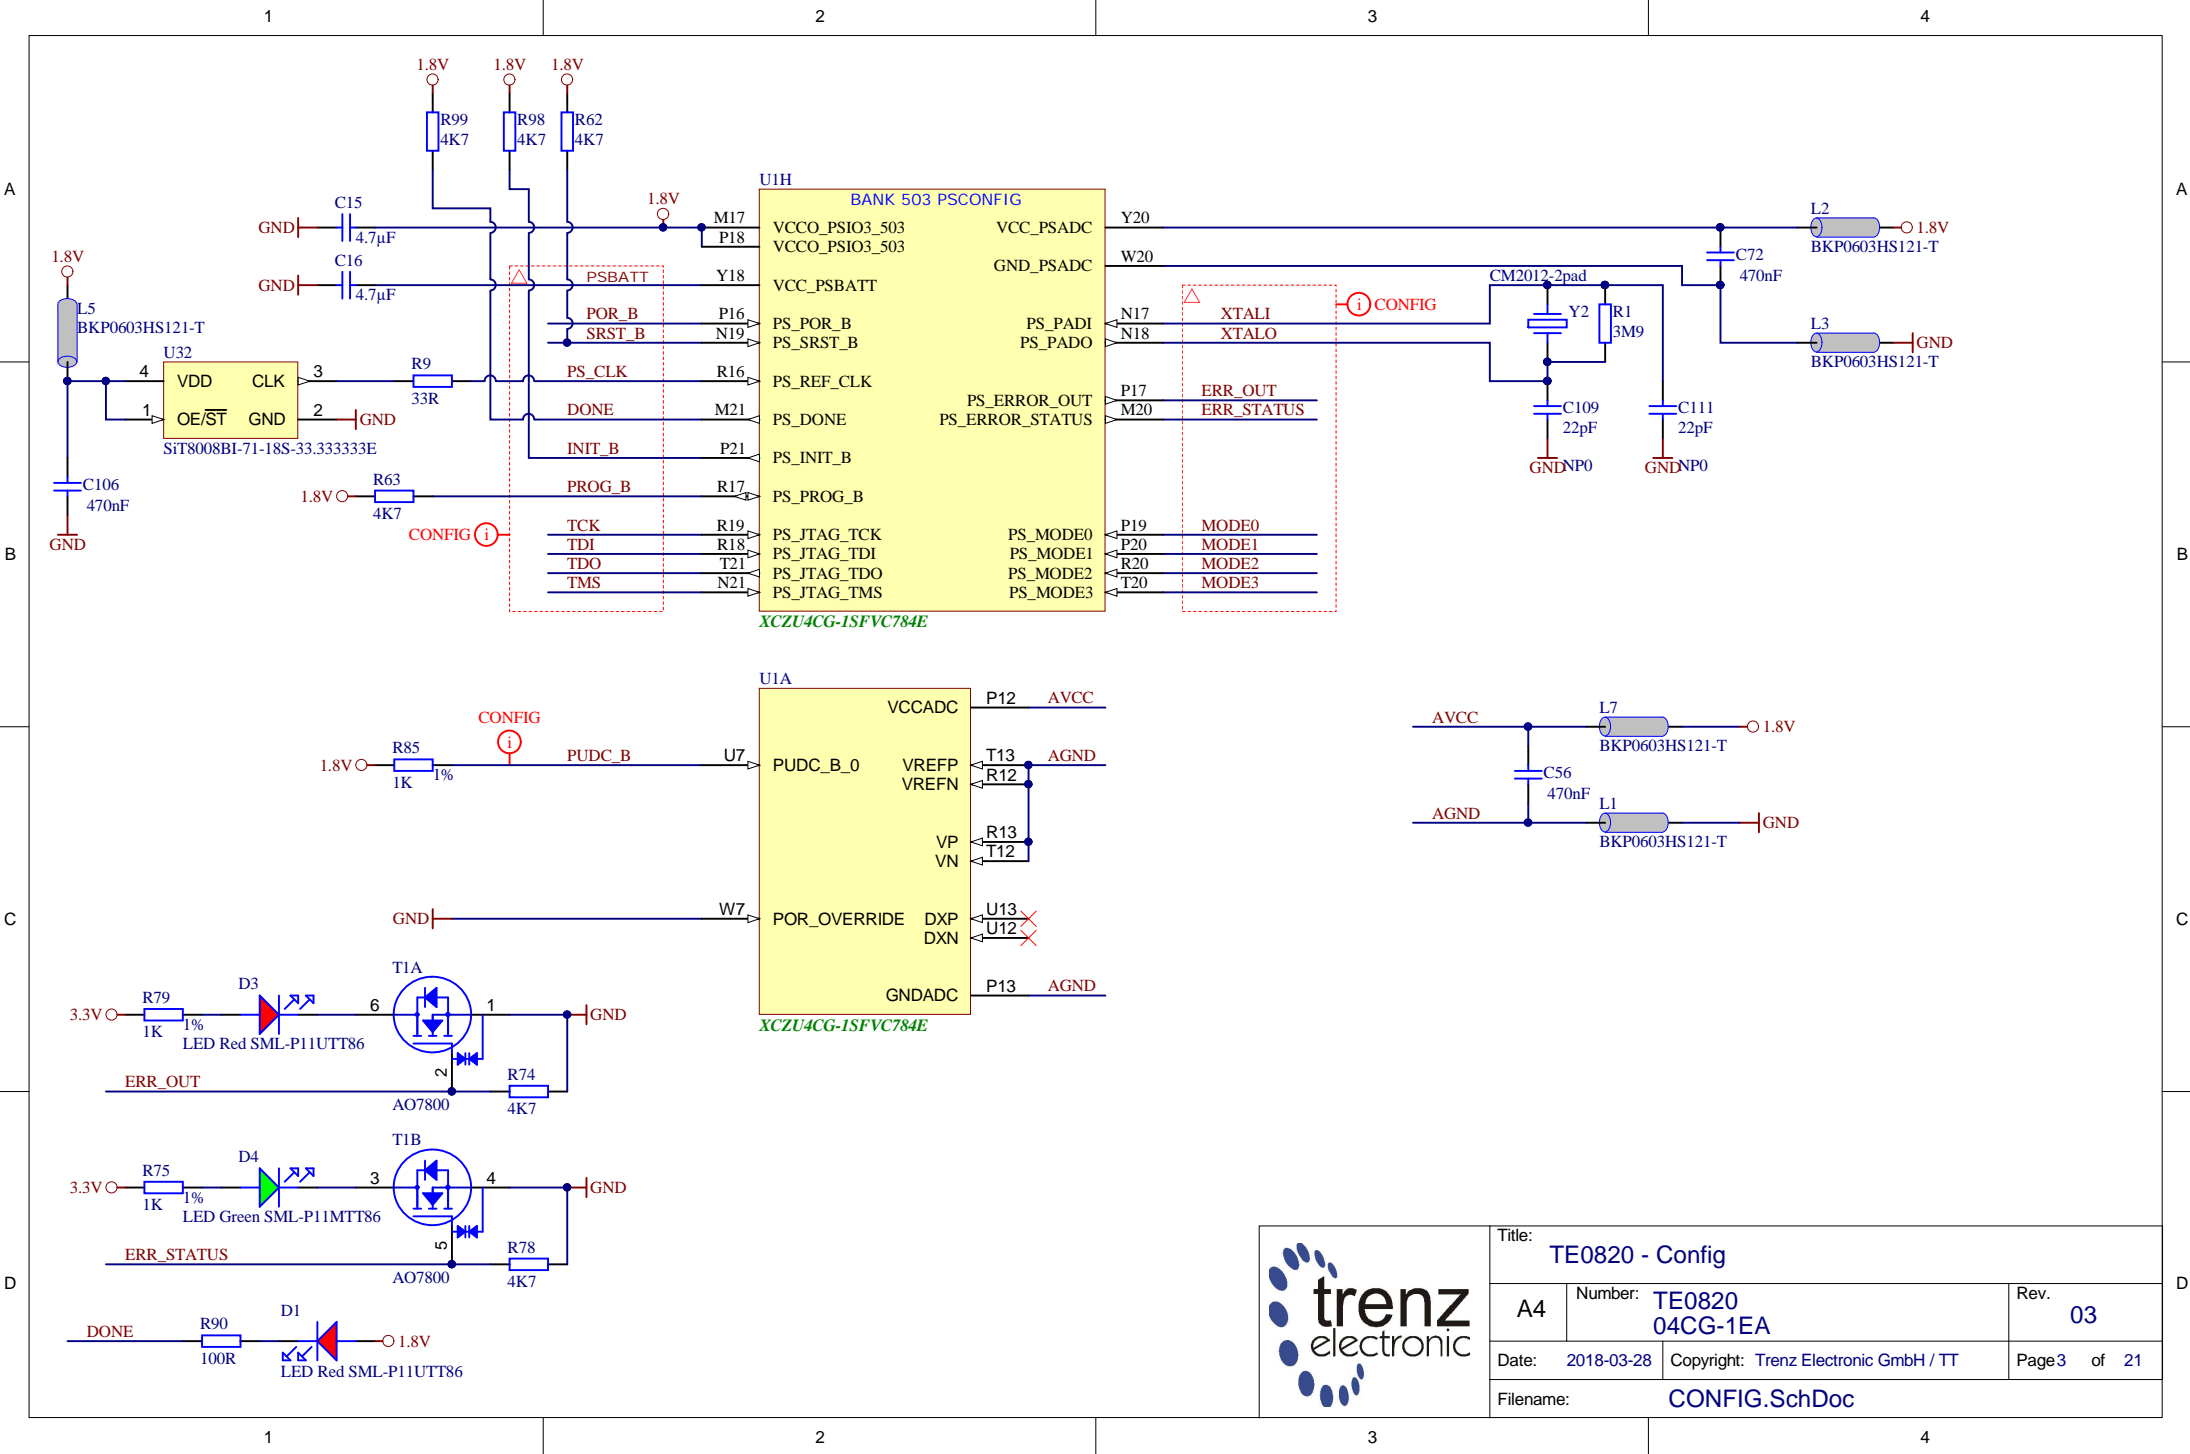 1 2 3 4
A A
B B
C C
D D
1.8V 1.8V 1.8V
R99 4K7
R98 4K7
R62 4K7
GND C15 4.7µF
1.8V
GND C16 4.7µF
1.8V
L5
BKP0603HS121-T
U32
4 VDD CLK 3
1 OE/ST GND 2 GND
SiT8008BI-71-18S-33.333333E
C106
470nF
GND
R9
33R
1.8V R63
4K7
CONFIG i
PSBATT
POR_B
SRST_B
PS_CLK
DONE
INIT_B
PROG_B
TCK
TDI
TDO
TMS
U1H
BANK 503 PSCONFIG
M17 VCCO_PSIO3_503
P18 VCCO_PSIO3_503
Y18 VCC_PSBATT
P16 PS_POR_B
N19 PS_SRST_B
R16 PS_REF_CLK
M21 PS_DONE
P21 PS_INIT_B
R17 PS_PROG_B
R19 PS_JTAG_TCK
R18 PS_JTAG_TDI
T21 PS_JTAG_TDO
N21 PS_JTAG_TMS
VCC_PSADC Y20
GND_PSADC W20
PS_PADI N17 XTALI
PS_PADO N18 XTALO
PS_ERROR_OUT P17 ERR_OUT
PS_ERROR_STATUS M20 ERR_STATUS
PS_MODE0 P19 MODE0
PS_MODE1 P20 MODE1
PS_MODE2 R20 MODE2
PS_MODE3 T20 MODE3
XCZU4CG-1SFVC784E
i CONFIG
CM2012-2pad
Y2
R1
3M9
C109
22pF
GND NP0
C111
22pF
GND NP0
C72
470nF
L2
1.8V
BKP0603HS121-T
L3
GND
BKP0603HS121-T
U1A
CONFIG
i
1.8V R85 PUDC_B U7 PUDC_B_0
1K 1%
GND W7 POR_OVERRIDE
VCCADC P12 AVCC
VREFP T13 AGND
VREFN R12
VP R13
VN T12
DXP U13
DXN U12
GNDADC P13 AGND
XCZU4CG-1SFVC784E
AVCC L7 1.8V
BKP0603HS121-T
C56
470nF
AGND L1 GND
BKP0603HS121-T
T1A
3.3V R79 D3 6 1 GND
1K 1%
LED Red SML-P11UTT86
2
ERR_OUT R74
AO7800 4K7
T1B
3.3V R75 D4 3 4 GND
1K 1%
LED Green SML-P11MTT86
5
ERR_STATUS R78
AO7800 4K7
DONE R90 D1 1.8V
100R
LED Red SML-P11UTT86
trenz
electronic
Title:
TE0820 - Config
A4 Number: TE0820
04CG-1EA
Rev.
03
Date: 2018-03-28 Copyright: Trenz Electronic GmbH / TT Page 3 of 21
Filename: CONFIG.SchDoc
1 2 3 4